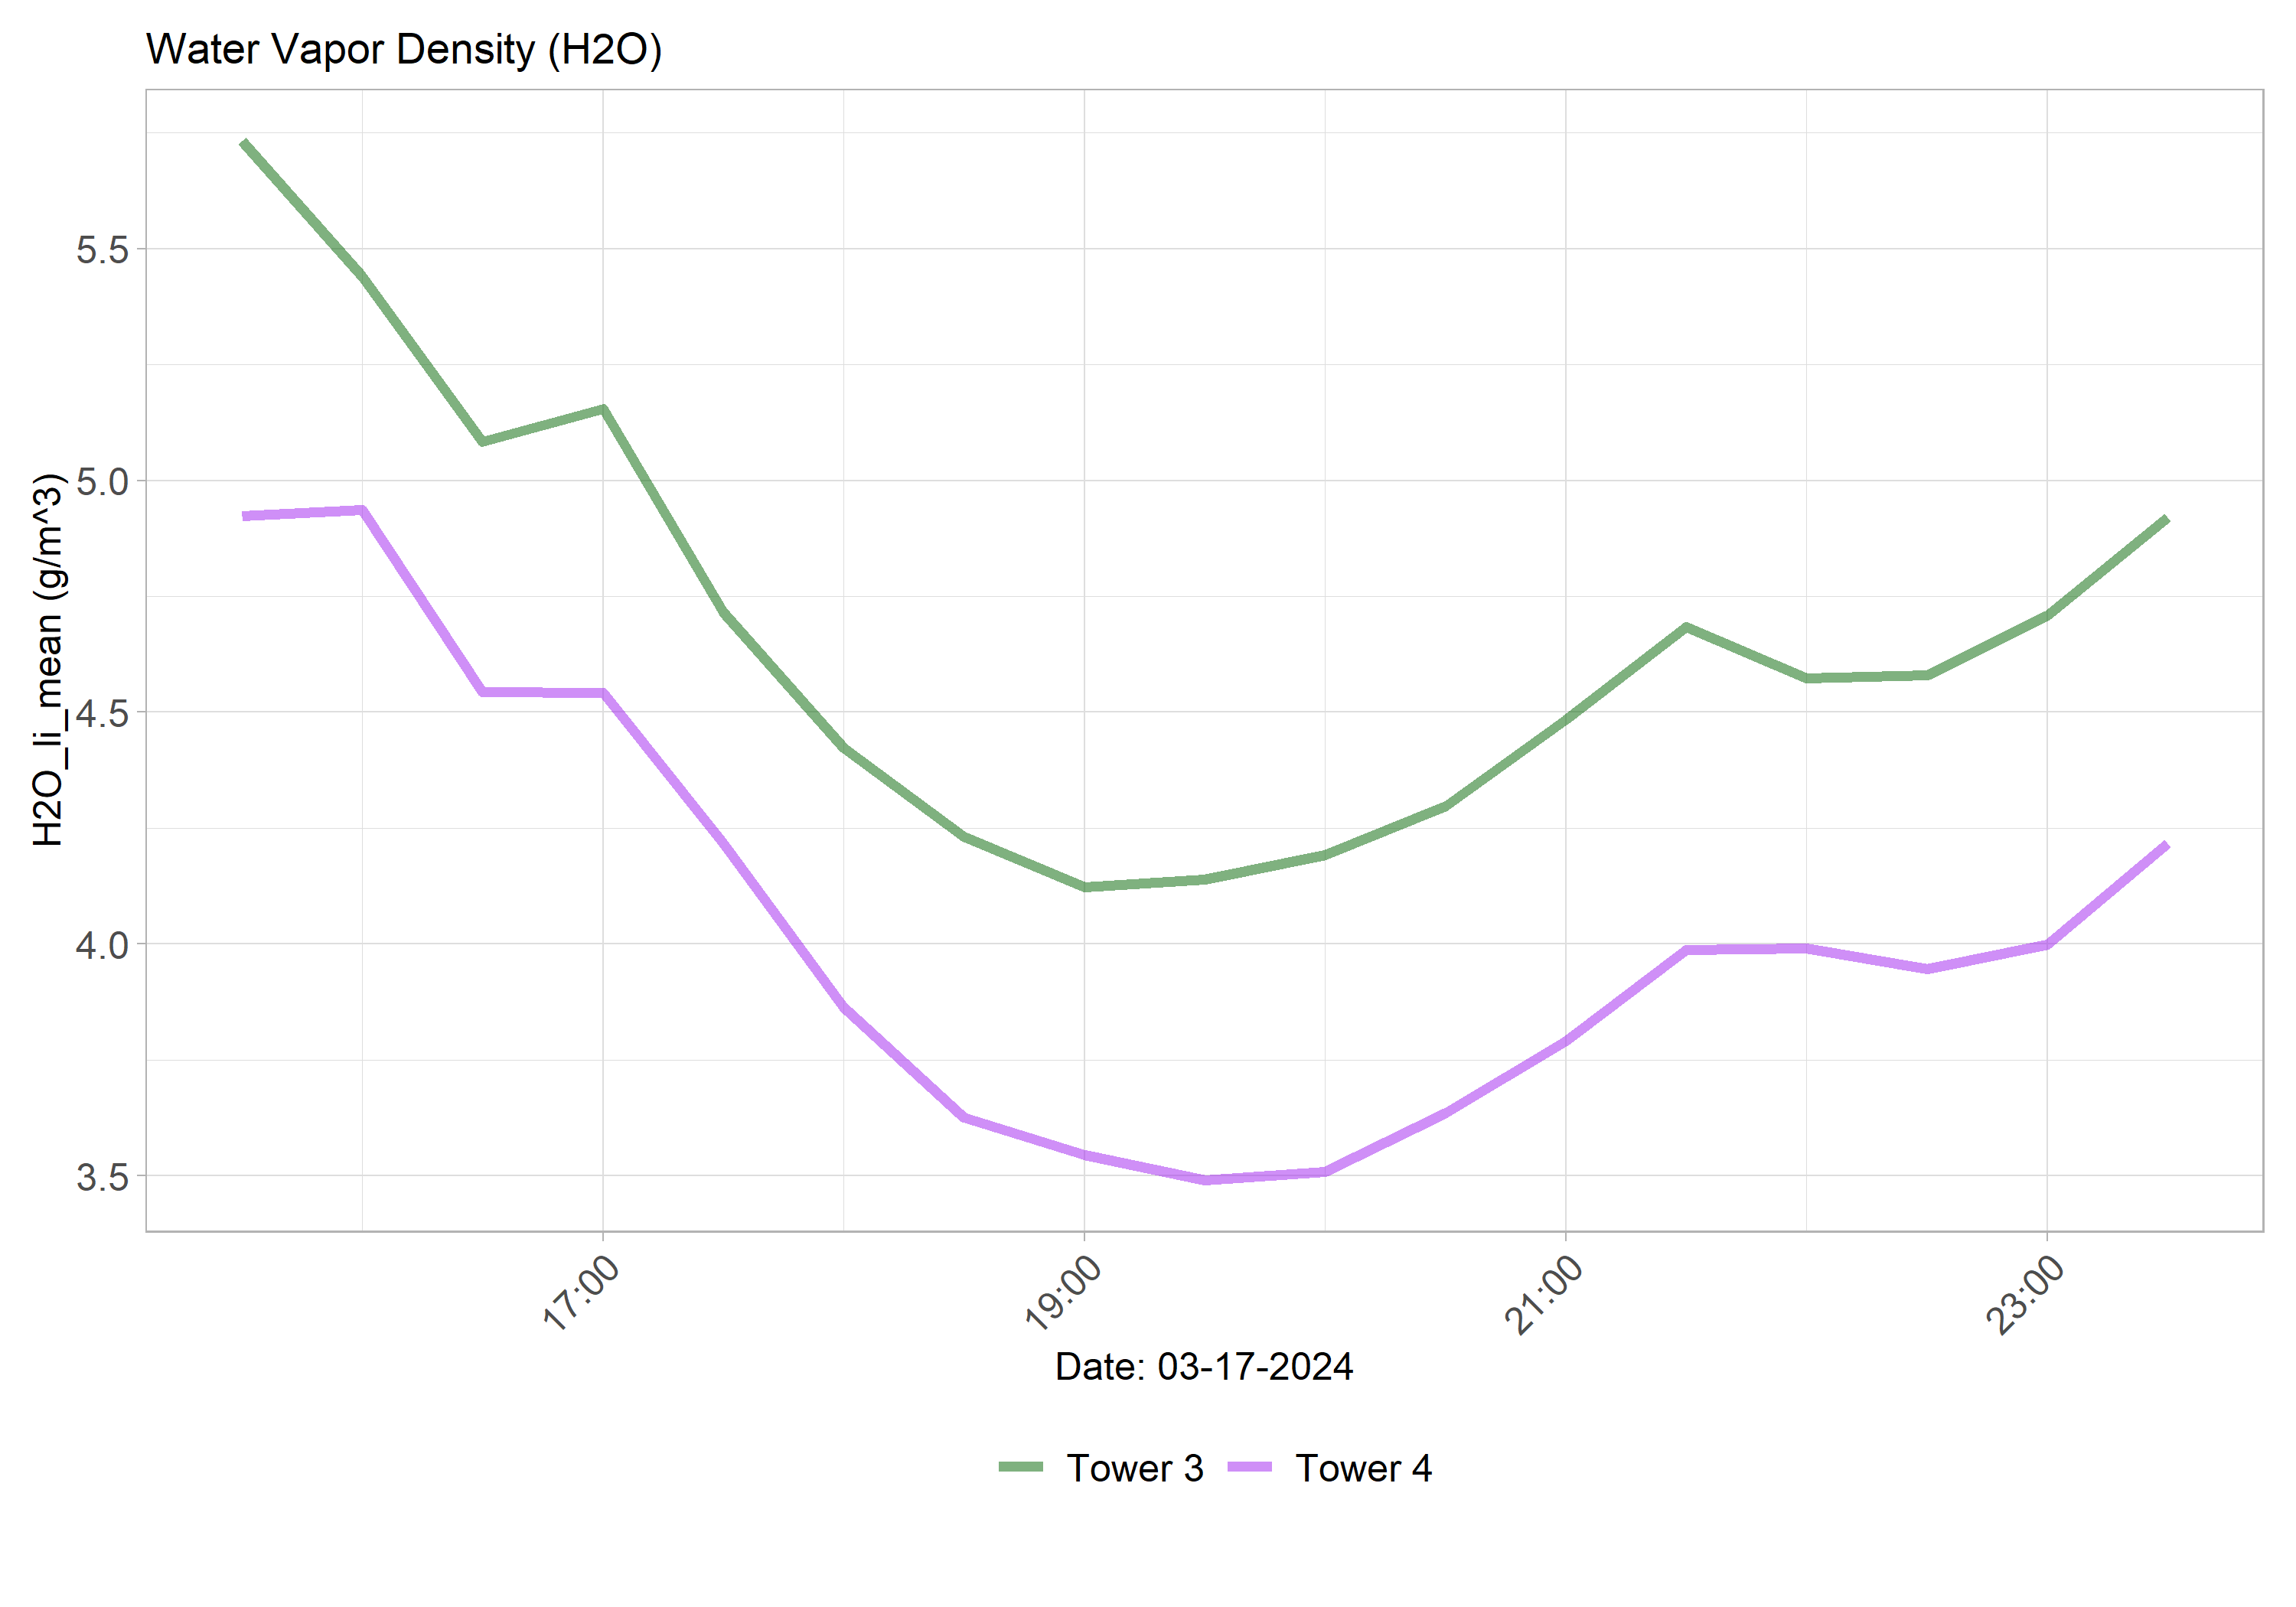 Water Vapor Density (H2O)
H2O_li_mean (g/m^3)
5.5
5.0
4.5
4.0
3.5
17:00
19:00
21:00
23:00
Date: 03-17-2024
Tower 3
Tower 4